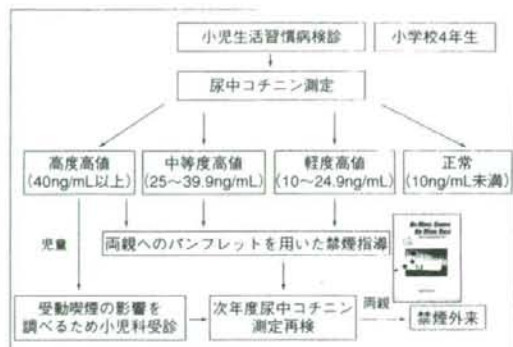 小児生活習慣病検診
小学校4年生
尿中コチニン測定
高度高値
(40ng/mL以上)
中等度高値
(25〜39.9ng/mL)
軽度高値
(10〜24.9ng/mL)
正常
(10ng/mL未満)
児童
両親へのパンフレットを用いた禁煙指導
受動喫煙の影響を
調べるため小児科受診
次年度尿中コチニン
測定再検
両親
禁煙外来